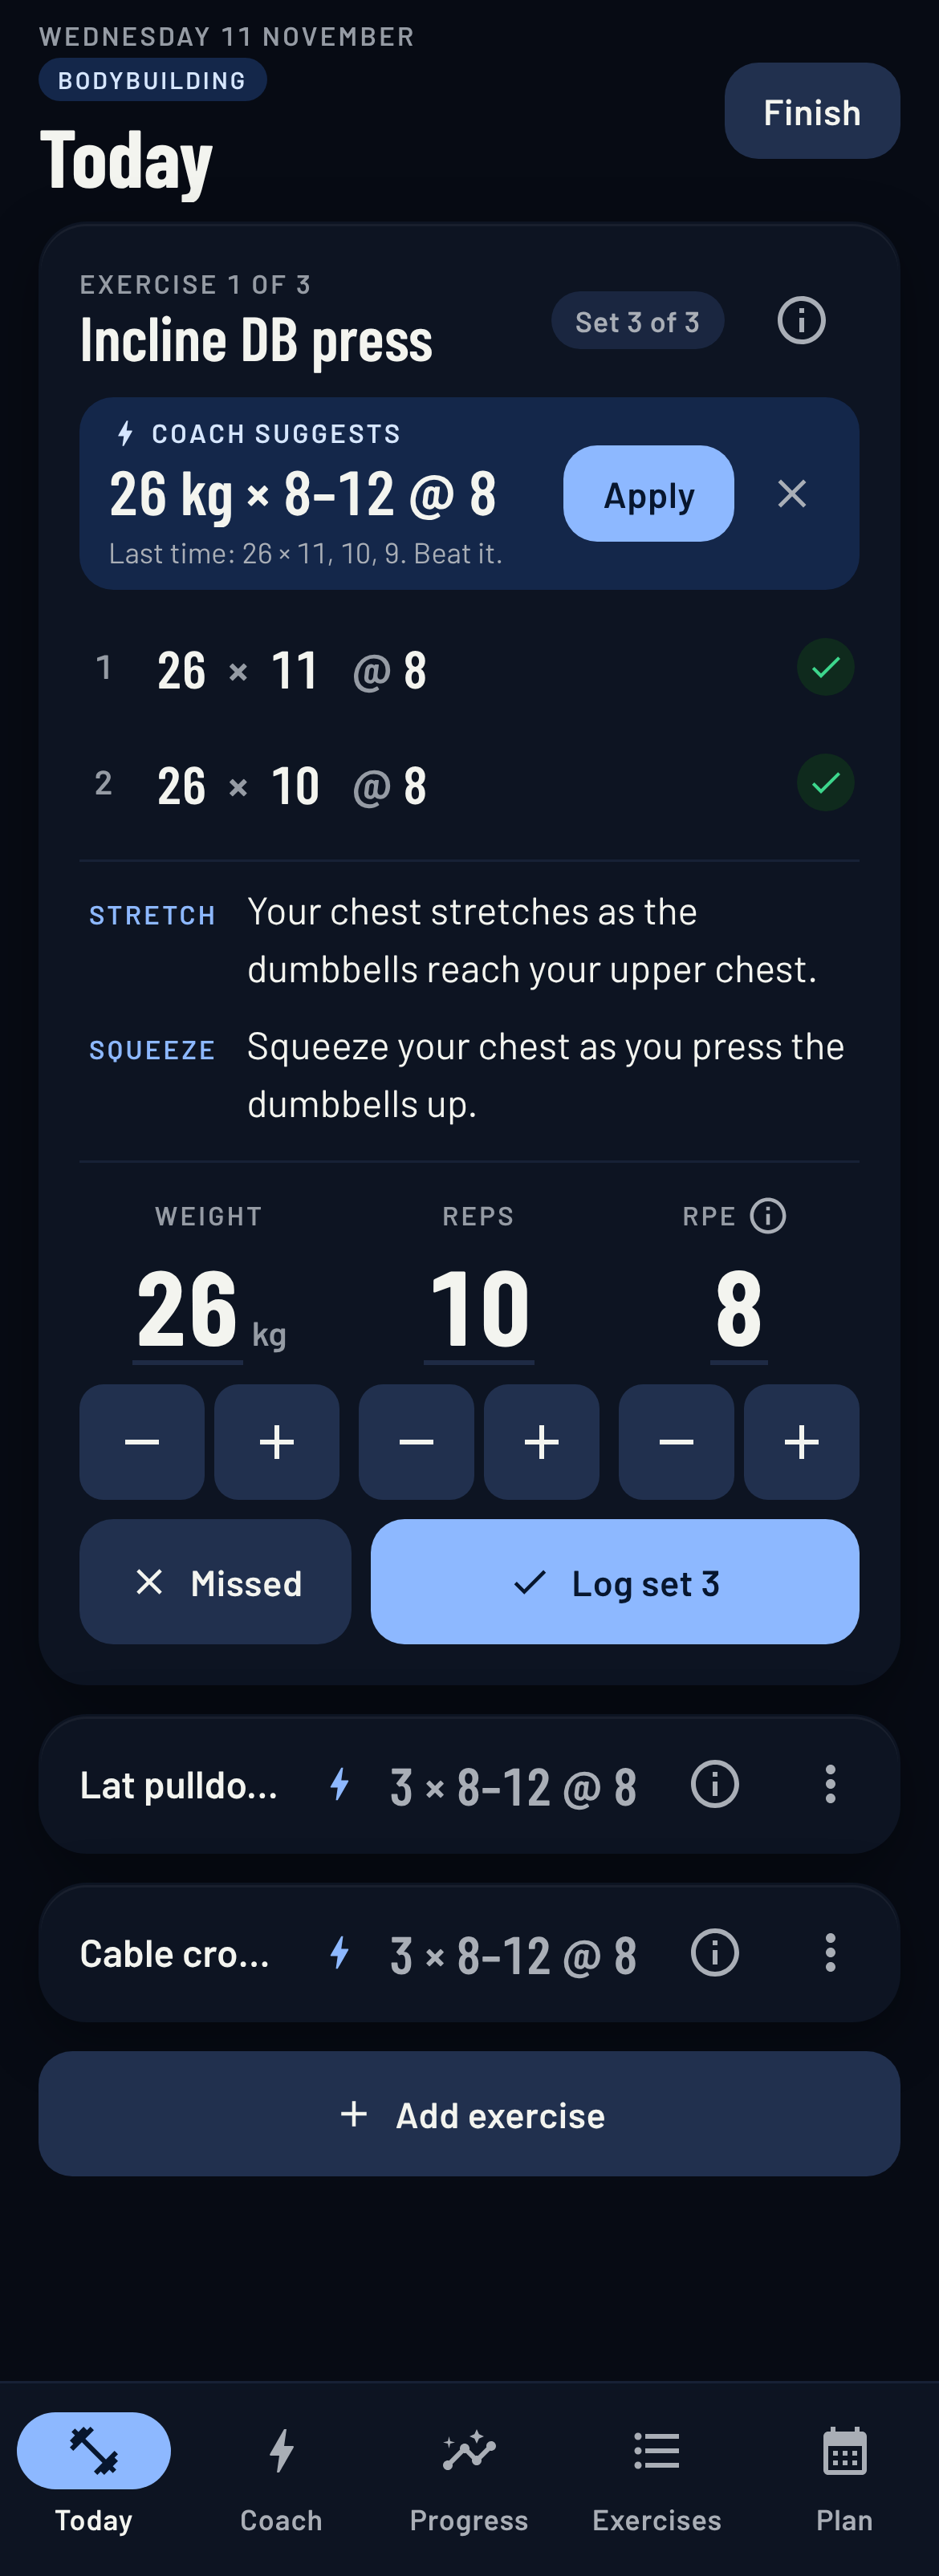 WEDNESDAY 11 NOVEMBER
BODYBUILDING
Today
Finish
EXERCISE 1 OF 3
Incline DB press
Set 3 of 3
COACH SUGGESTS
26 kg × 8–12 @ 8
Last time: 26 × 11, 10, 9. Beat it.
Apply
1 26 × 11 @ 8
2 26 × 10 @ 8
STRETCH Your chest stretches as the
dumbbells reach your upper chest.
SQUEEZE Squeeze your chest as you press the
dumbbells up.
WEIGHT REPS RPE
26 kg 10 8
Missed Log set 3
Lat pulldo... 3 × 8–12 @ 8
Cable cro... 3 × 8–12 @ 8
Add exercise
Today Coach Progress Exercises Plan